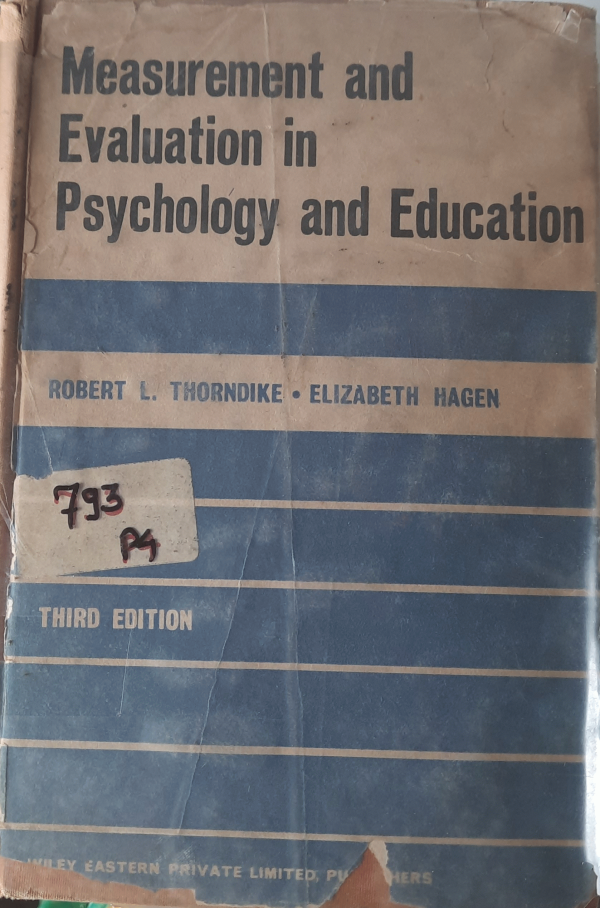 Measurement and
Evaluation in
Psychology and Education
ROBERT L. THORNDIKE • ELIZABETH HAGEN
793
P4
THIRD EDITION
WILEY EASTERN PRIVATE LIMITED,